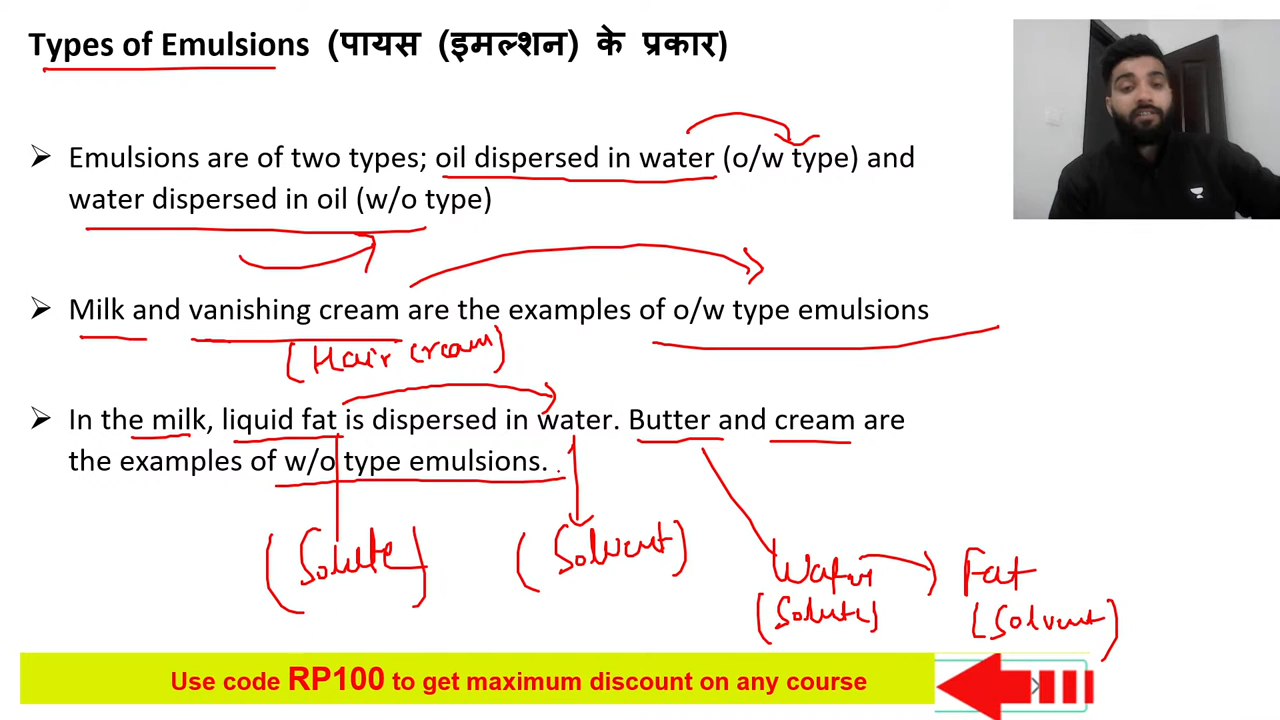 Types of Emulsions (पायस (इमल्शन) के प्रकार)
➢ Emulsions are of two types; oil dispersed in water (o/w type) and
water dispersed in oil (w/o type)
➢ Milk and vanishing cream are the examples of o/w type emulsions
(Hair cream)
➢ In the milk, liquid fat is dispersed in water. Butter and cream are
the examples of w/o type emulsions.
(Solute) (Solvent)
Water → Fat
(Solute) (Solvent)
Use code RP100 to get maximum discount on any course